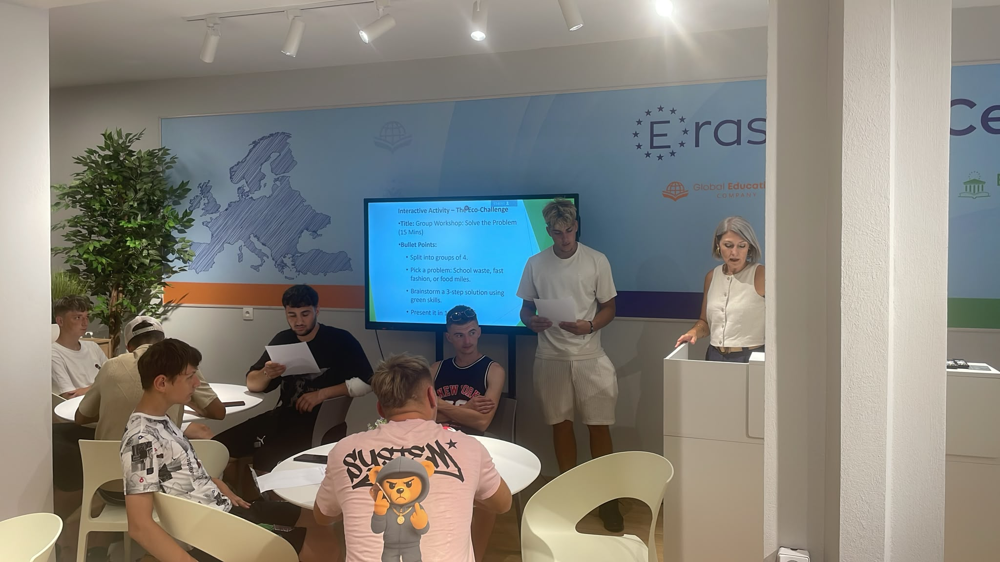 Eras
Ce
Global Educati
COMPANY
Interactive Activity – The Eco-Challenge
•Title: Group Workshop: Solve the Problem
(15 Mins)
•Bullet Points:
• Split into groups of 4.
• Pick a problem: School waste, fast
fashion, or food miles.
• Brainstorm a 3-step solution using
green skills.
• Present it in 1
NEW YORK
SYSTEM